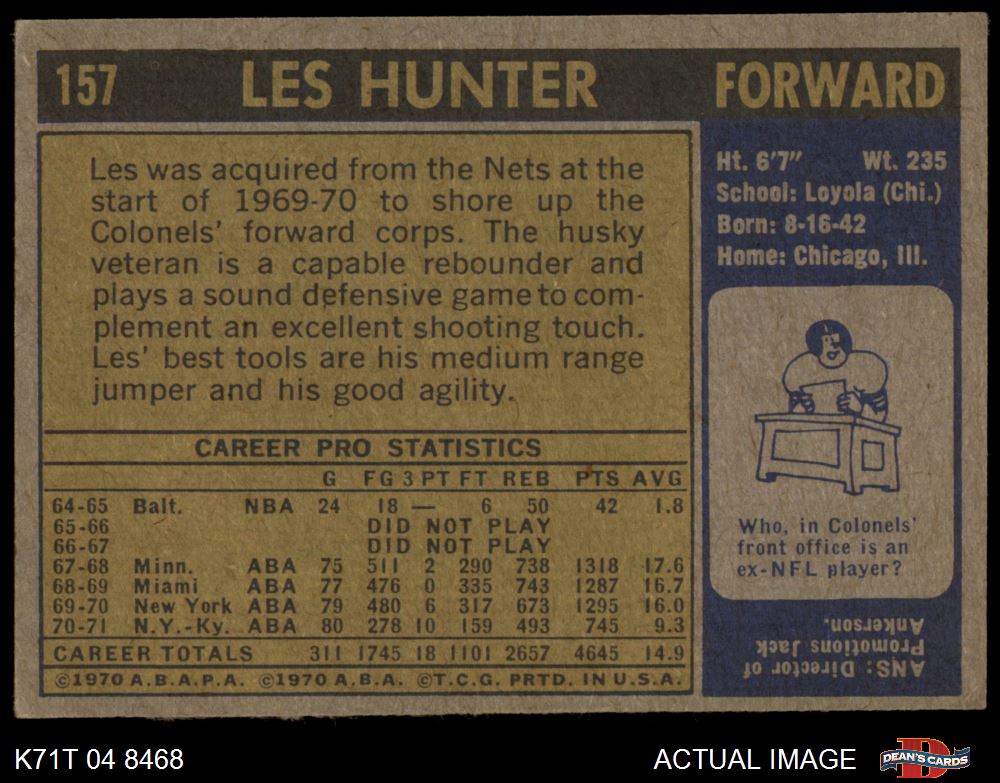 157 LES HUNTER FORWARD
Les was acquired from the Nets at the
start of 1969-70 to shore up the
Colonels' forward corps. The husky
veteran is a capable rebounder and
plays a sound defensive game to com-
plement an excellent shooting touch.
Les' best tools are his medium range
jumper and his good agility.
Ht. 6'7" Wt. 235
School: Loyola (Chi.)
Born: 8-16-42
Home: Chicago, Ill.
Who, in Colonels'
front office is an
ex-NFL player?
ANS: Director of
Promotions Jack
Ankerson.
CAREER PRO STATISTICS
G FG 3 PT FT REB PTS AVG
64-65 Balt. NBA 24 18 — 6 50 42 1.8
65-66 DID NOT PLAY
66-67 DID NOT PLAY
67-68 Minn. ABA 75 511 2 290 738 1318 17.6
68-69 Miami ABA 77 476 0 335 743 1287 16.7
69-70 New York ABA 79 480 6 317 673 1295 16.0
70-71 N.Y.-Ky. ABA 80 278 10 159 493 745 9.3
CAREER TOTALS 311 1745 18 1101 2657 4645 14.9
©1970 A.B.A.P.A. ©1970 A.B.A. ©T.C.G. PRTD. IN U.S.A.
K71T 04 8468 ACTUAL IMAGE DEAN'S CARDS